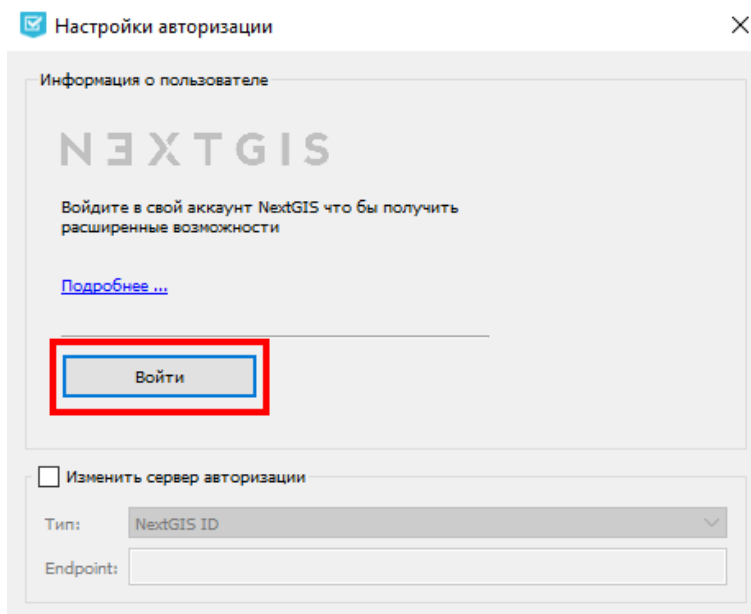 Настройки авторизации
Информация о пользователе
NEXTGIS
Войдите в свой аккаунт NextGIS что бы получить
расширенные возможности
Подробнее ...
Войти
Изменить сервер авторизации
Тип: NextGIS ID
Endpoint: